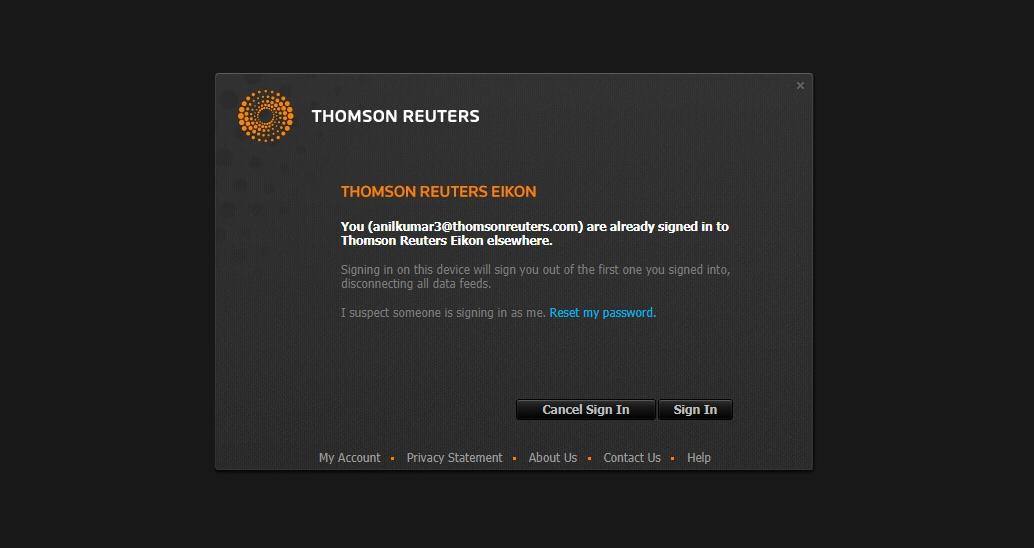 ×
THOMSON REUTERS
THOMSON REUTERS EIKON
You (anilkumar3@thomsonreuters.com) are already signed in to
Thomson Reuters Eikon elsewhere.
Signing in on this device will sign you out of the first one you signed into,
disconnecting all data feeds.
I suspect someone is signing in as me. Reset my password.
Cancel Sign In Sign In
My Account ▪ Privacy Statement ▪ About Us ▪ Contact Us ▪ Help